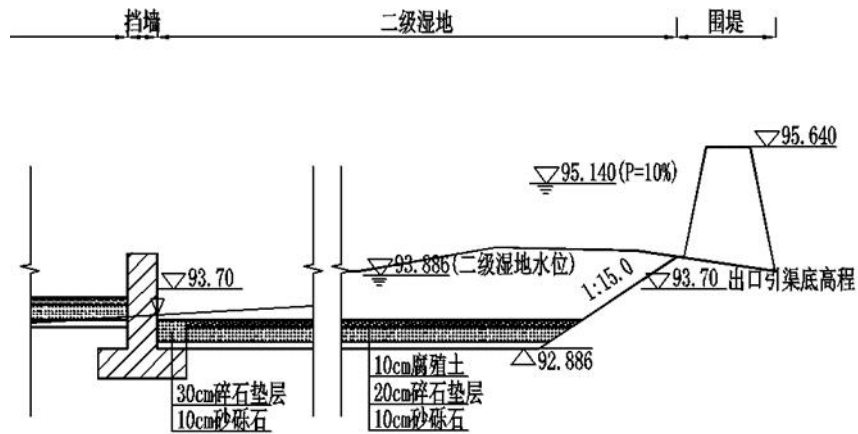 挡墙
二级湿地
围堤
95.640
95.140(P=10%)
93.886(二级湿地水位)
93.70
1:15.0
93.70 出口引渠底高程
92.886
10cm腐殖土
20cm碎石垫层
10cm砂砾石
30cm碎石垫层
10cm砂砾石